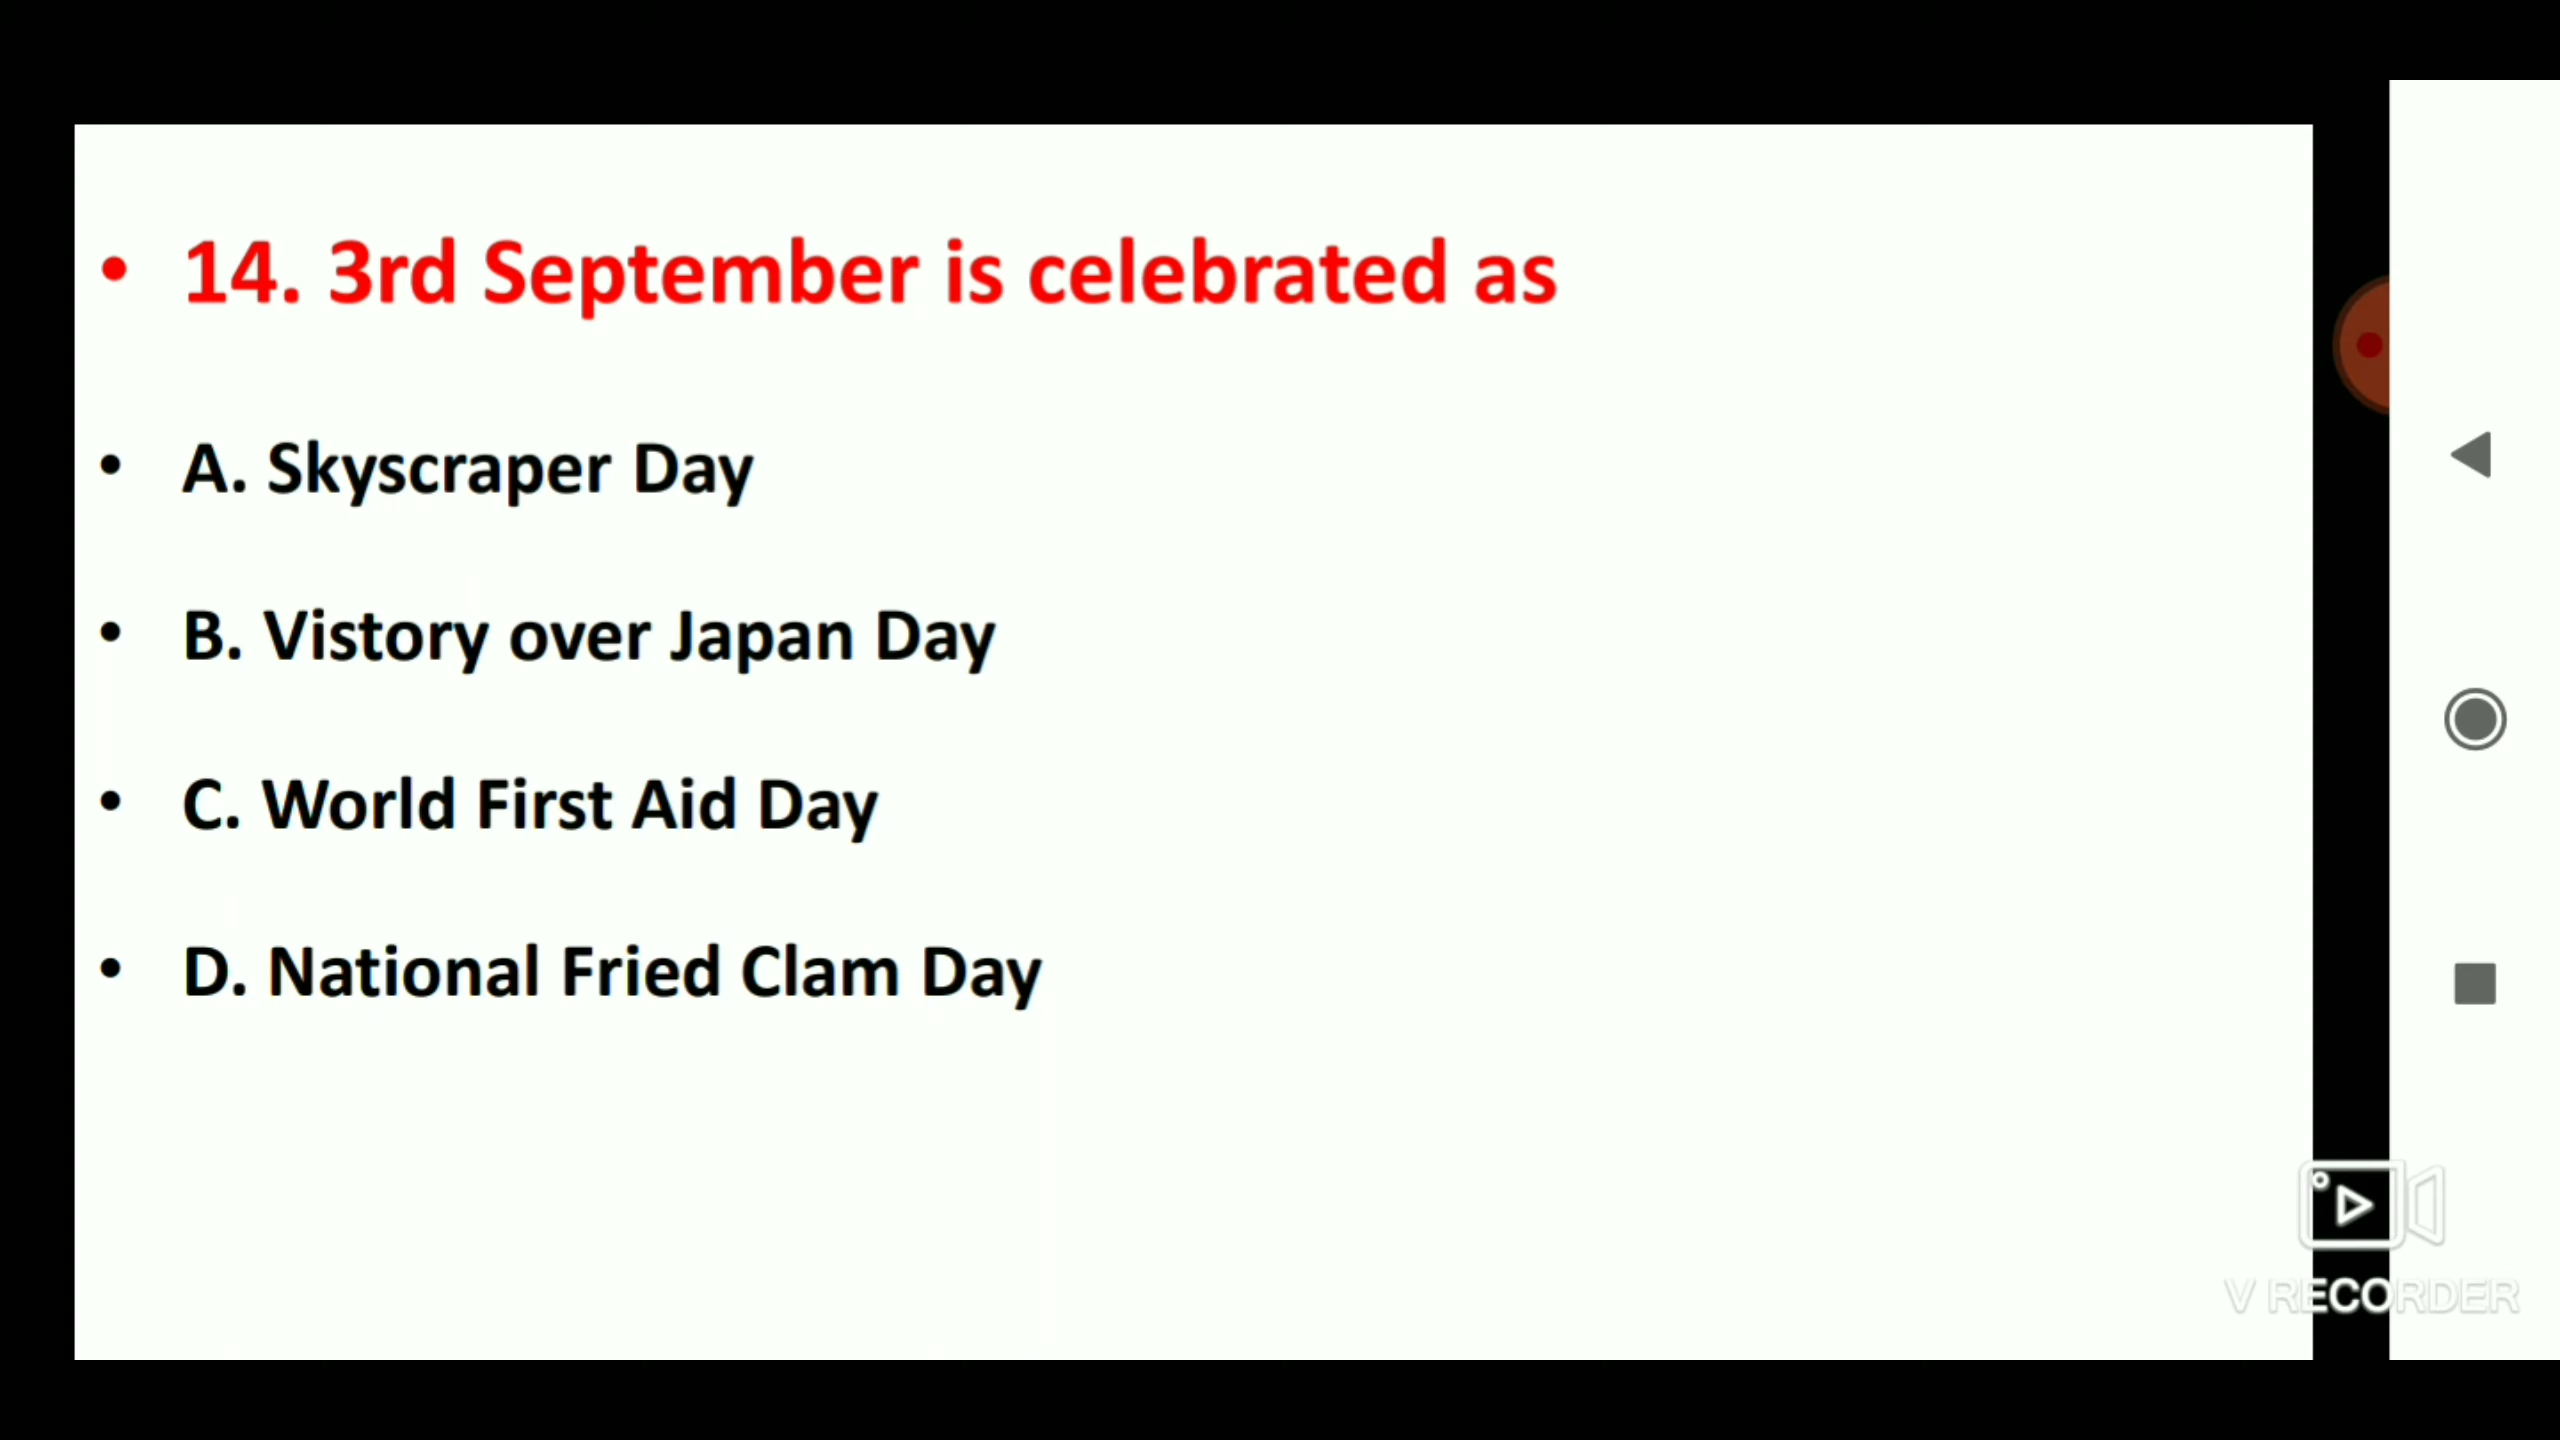 • 14. 3rd September is celebrated as
• A. Skyscraper Day
• B. Vistory over Japan Day
• C. World First Aid Day
• D. National Fried Clam Day
V RECORDER